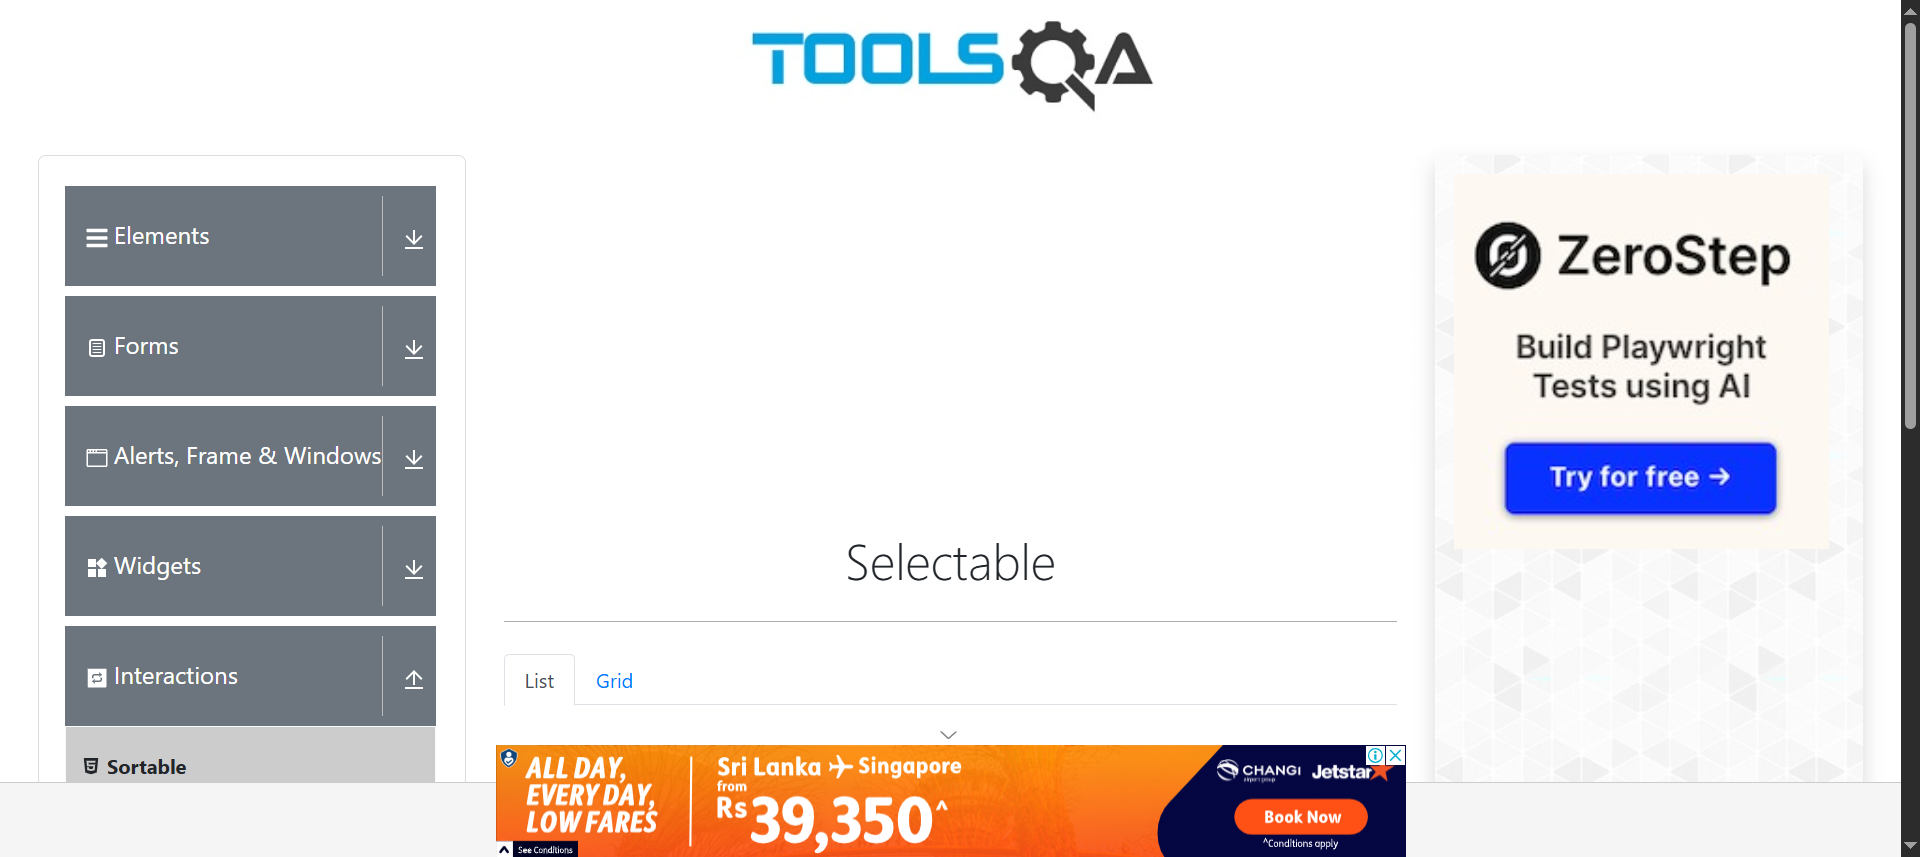 TOOLSQA
Elements
Forms
Alerts, Frame & Windows
Widgets
Interactions
Sortable
Selectable
List
Grid
ZeroStep
Build Playwright
Tests using AI
Try for free →
ALL DAY,
EVERY DAY,
LOW FARES
Sri Lanka Singapore
from
Rs 39,350^
CHANGI
airport group
Jetstar
Book Now
^Conditions apply
See Conditions